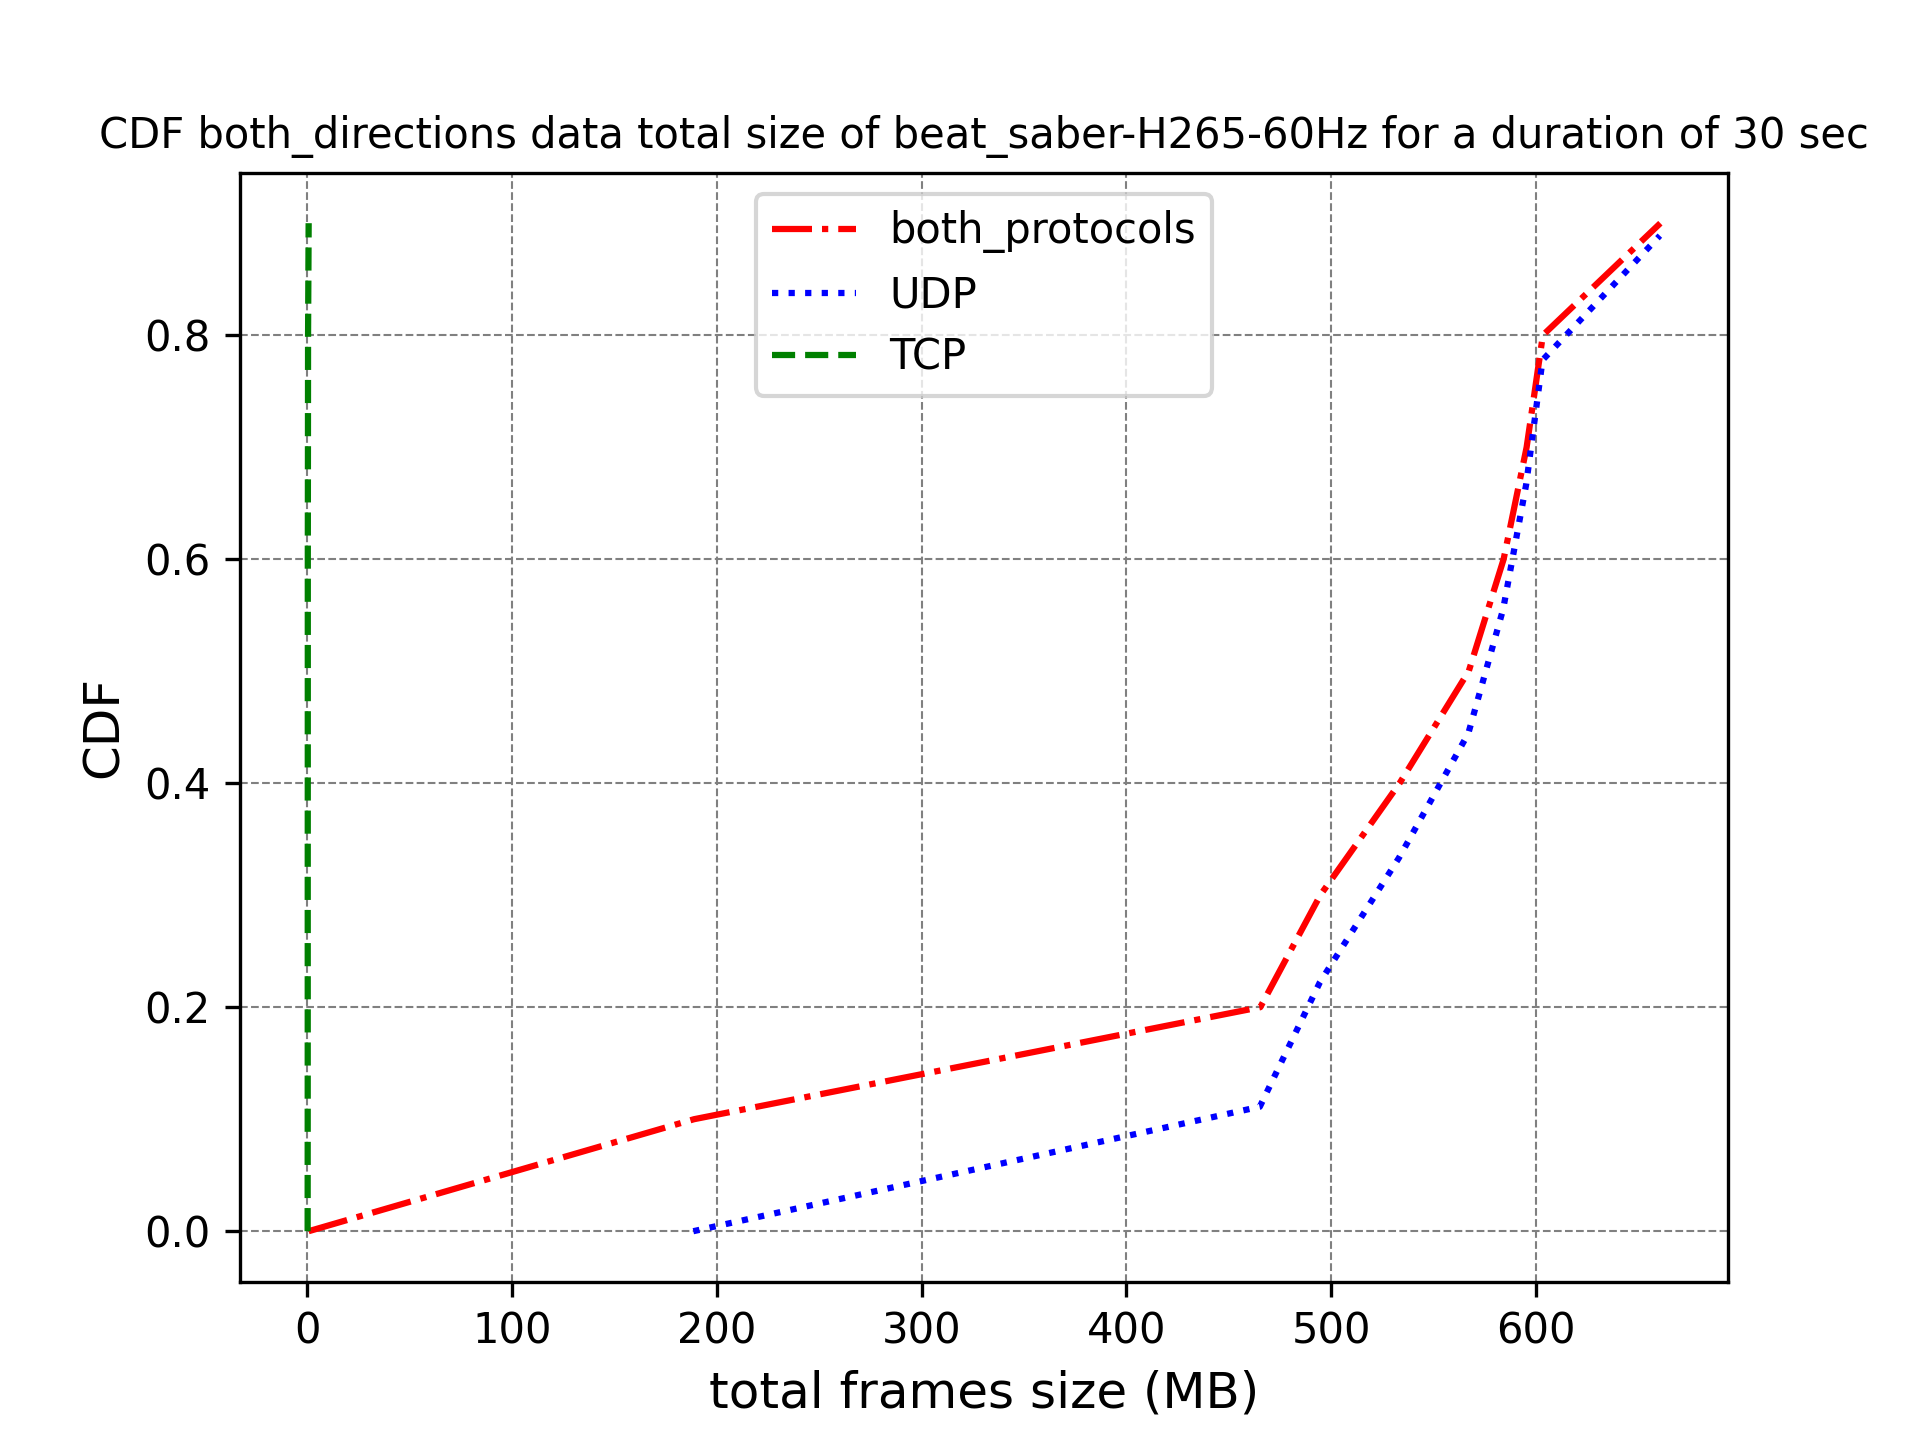 CDF both_directions data total size of beat_saber-H265-60Hz for a duration of 30 sec
both_protocols
UDP
TCP
0.8
0.6
0.4
0.2
0.0
CDF
0 100 200 300 400 500 600
total frames size (MB)